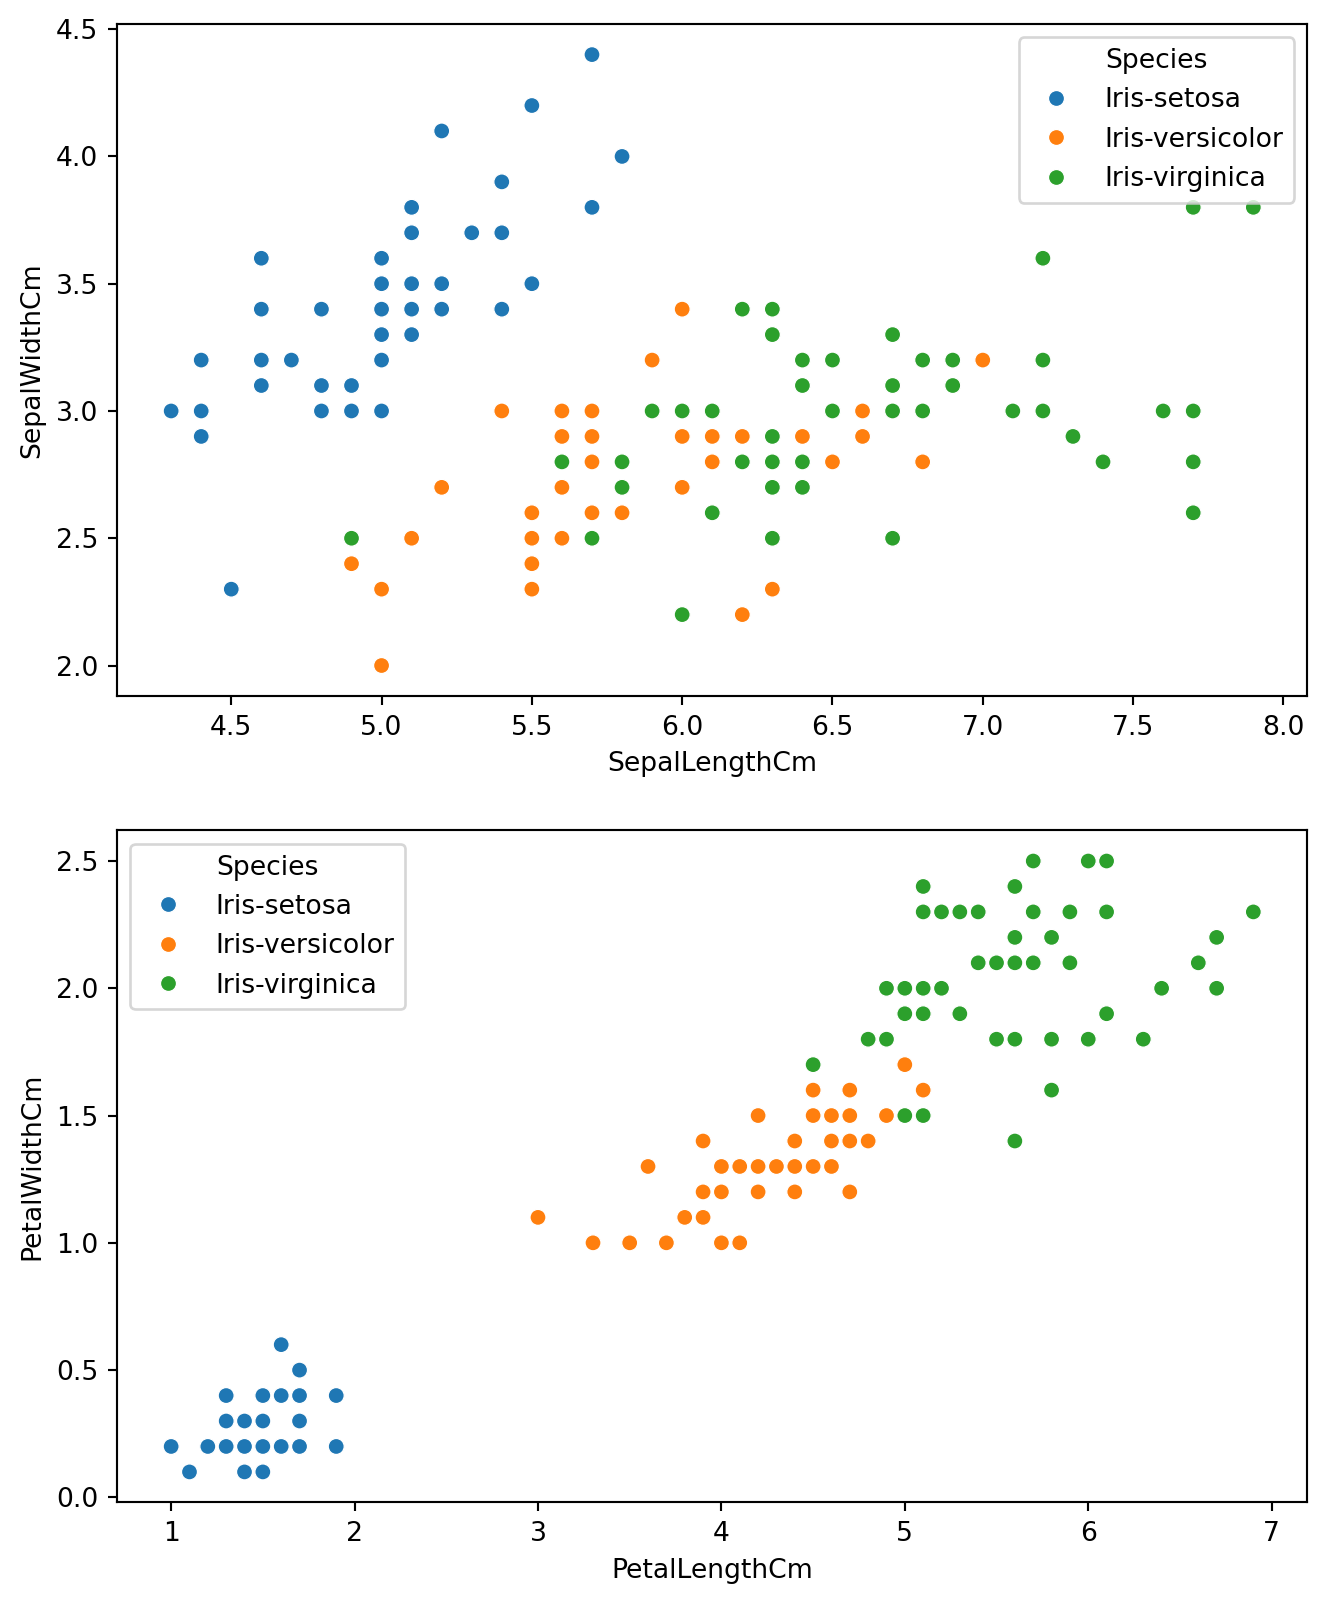 4.5
4.0
3.5
3.0
2.5
2.0
SepalWidthCm
Species
Iris-setosa
Iris-versicolor
Iris-virginica
4.5 5.0 5.5 6.0 6.5 7.0 7.5 8.0
SepalLengthCm
2.5
2.0
1.5
1.0
0.5
0.0
PetalWidthCm
Species
Iris-setosa
Iris-versicolor
Iris-virginica
1 2 3 4 5 6 7
PetalLengthCm